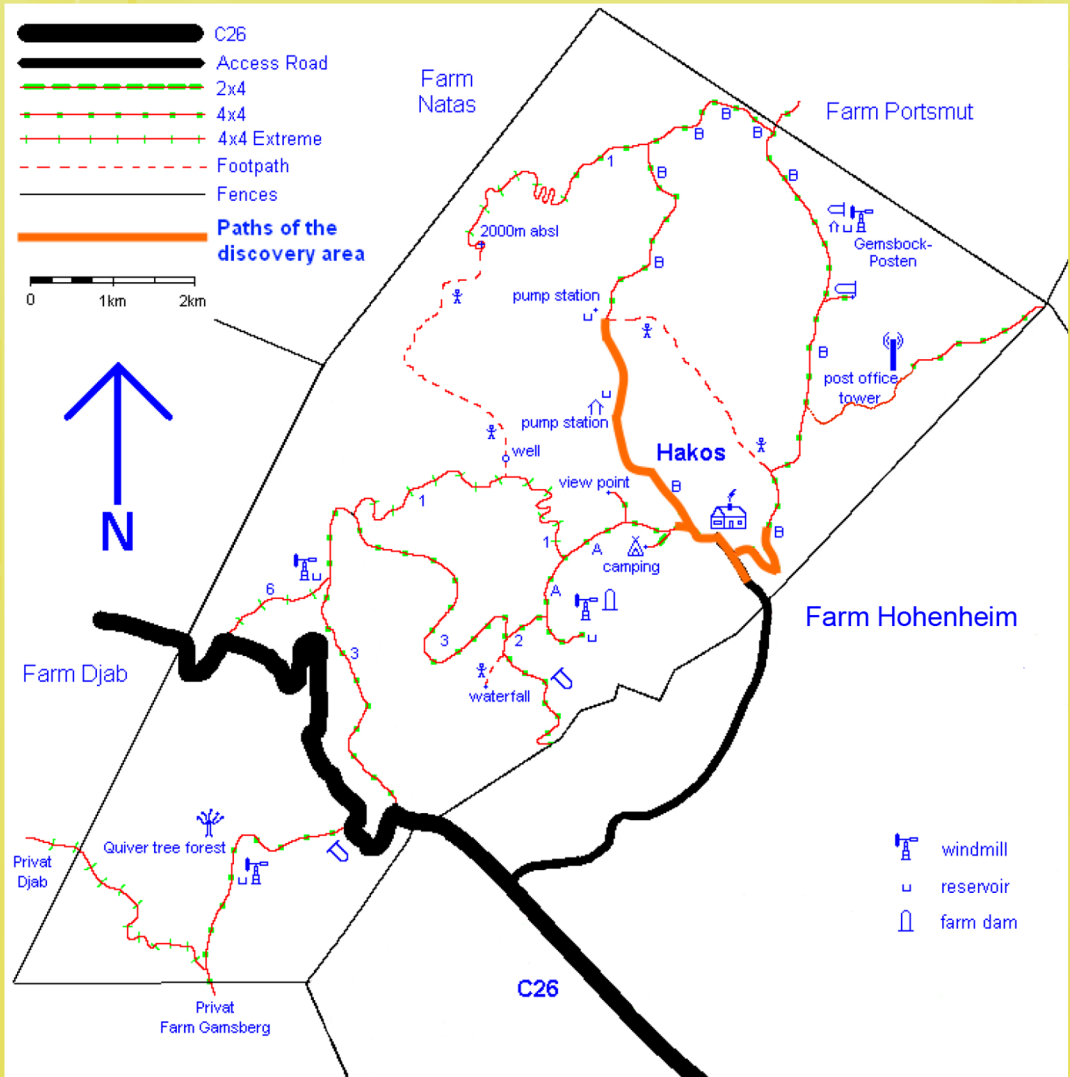 C26
Access Road
2x4
4x4
4x4 Extreme
Footpath
Fences
Paths of the
discovery area
0
1km
2km
N
Farm
Natas
Farm Portsmut
B
B
B
1
B
B
2000m absl
Gemsbock-
Posten
B
pump station
B
post office
tower
pump station
Hakos
well
view point
B
1
1
A
camping
B
A
6
Farm Hohenheim
3
3
2
Farm Djab
waterfall
Quiver tree forest
Privat
Djab
windmill
reservoir
farm dam
C26
Privat
Farm Gamsberg